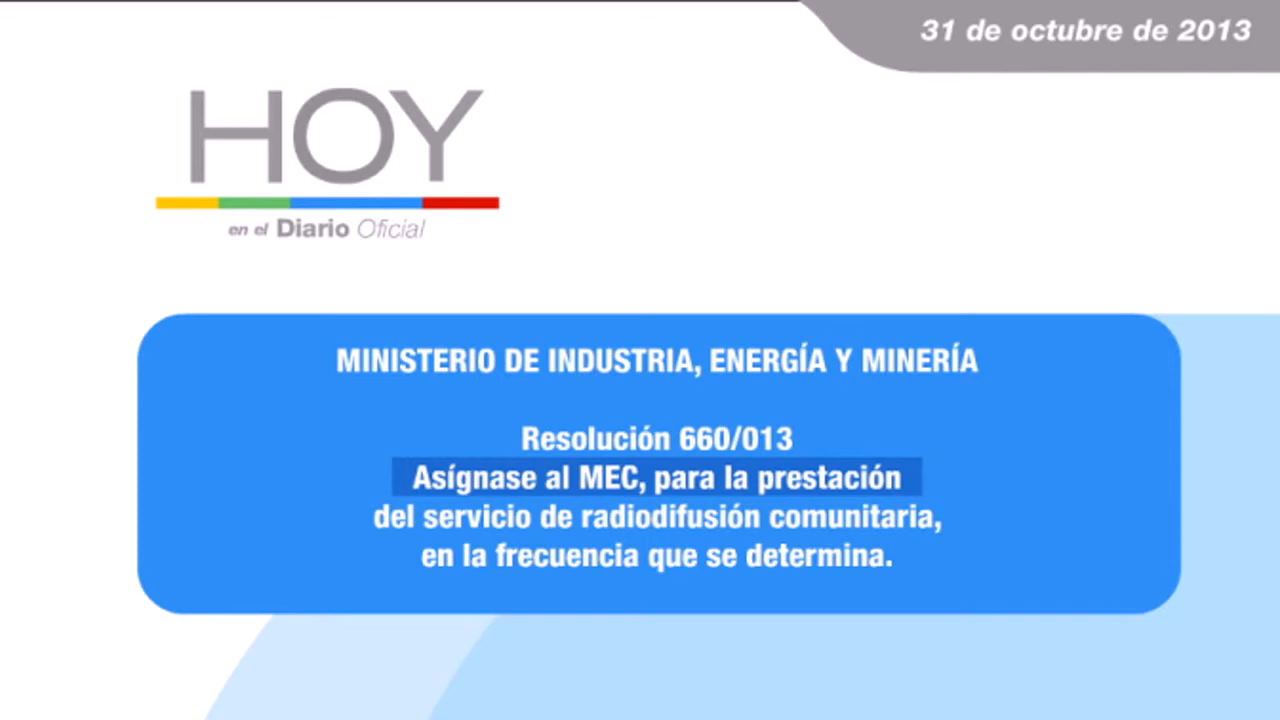 31 de octubre de 2013
HOY
en el Diario Oficial
MINISTERIO DE INDUSTRIA, ENERGÍA Y MINERÍA
Resolución 660/013
Asígnase al MEC, para la prestación
del servicio de radiodifusión comunitaria,
en la frecuencia que se determina.